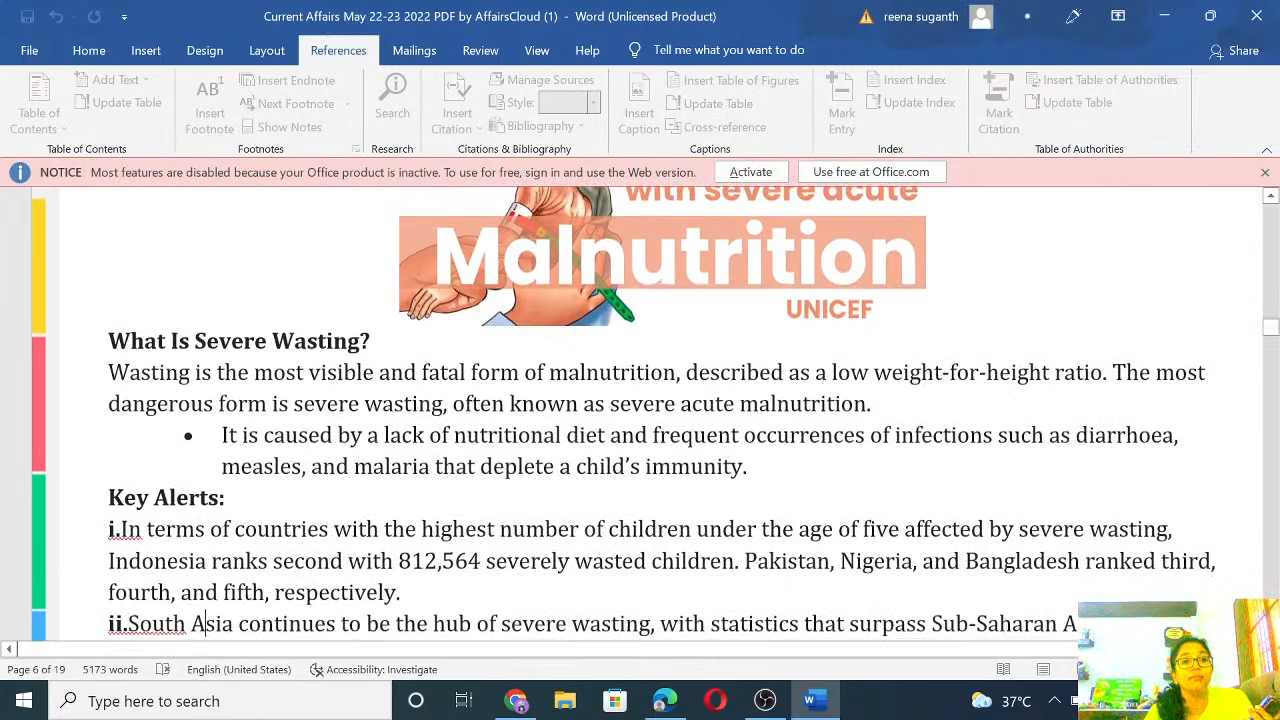 Current Affairs May 22-23 2022 PDF by AffairsCloud (1) - Word (Unlicensed Product)
reena suganth
File Home Insert Design Layout References Mailings Review View Help Tell me what you want to do Share
Table of Contents
Add Text
Update Table
Table of Contents
AB1
Insert Footnote
Insert Endnote
Next Footnote
Show Notes
Footnotes
Search
Research
Insert Citation
Manage Sources
Style:
Bibliography
Citations & Bibliography
Insert Caption
Insert Table of Figures
Update Table
Cross-reference
Captions
Mark Entry
Insert Index
Update Index
Index
Mark Citation
Insert Table of Authorities
Update Table
Table of Authorities
NOTICE Most features are disabled because your Office product is inactive. To use for free, sign in and use the Web version. Activate Use free at Office.com
with severe acute
Malnutrition
UNICEF
What Is Severe Wasting?
Wasting is the most visible and fatal form of malnutrition, described as a low weight-for-height ratio. The most
dangerous form is severe wasting, often known as severe acute malnutrition.
• It is caused by a lack of nutritional diet and frequent occurrences of infections such as diarrhoea,
measles, and malaria that deplete a child's immunity.
Key Alerts:
i.In terms of countries with the highest number of children under the age of five affected by severe wasting,
Indonesia ranks second with 812,564 severely wasted children. Pakistan, Nigeria, and Bangladesh ranked third,
fourth, and fifth, respectively.
ii.South Asia continues to be the hub of severe wasting, with statistics that surpass Sub-Saharan A
Page 6 of 19 5173 words English (United States) Accessibility: Investigate
Type here to search
37°C